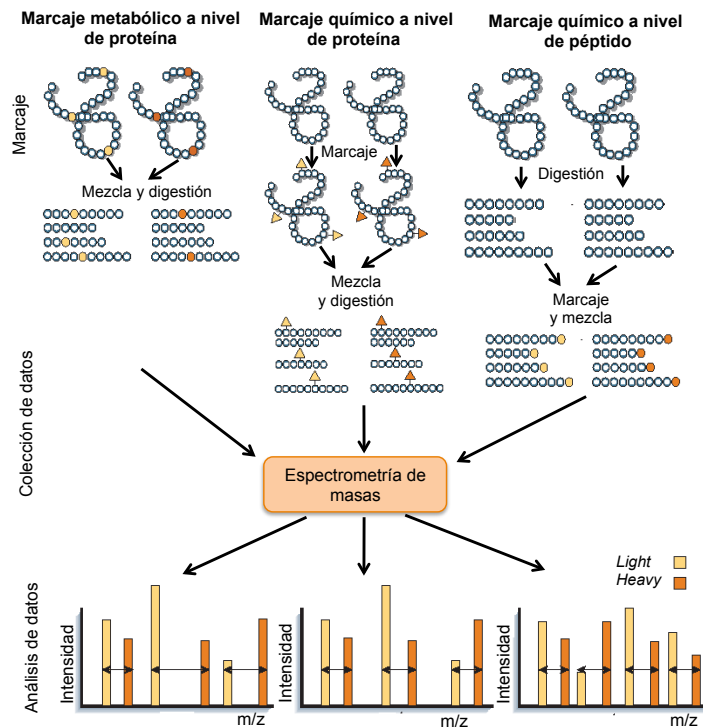 Marcaje metabólico a nivel
de proteína
Marcaje químico a nivel
de proteína
Marcaje químico a nivel
de péptido
Marcaje
Mezcla y digestión
Marcaje
Mezcla
y digestión
Digestión
Marcaje
y mezcla
Colección de datos
Espectrometría de
masas
Light
Heavy
Análisis de datos
Intensidad
m/z
Intensidad
m/z
Intensidad
m/z